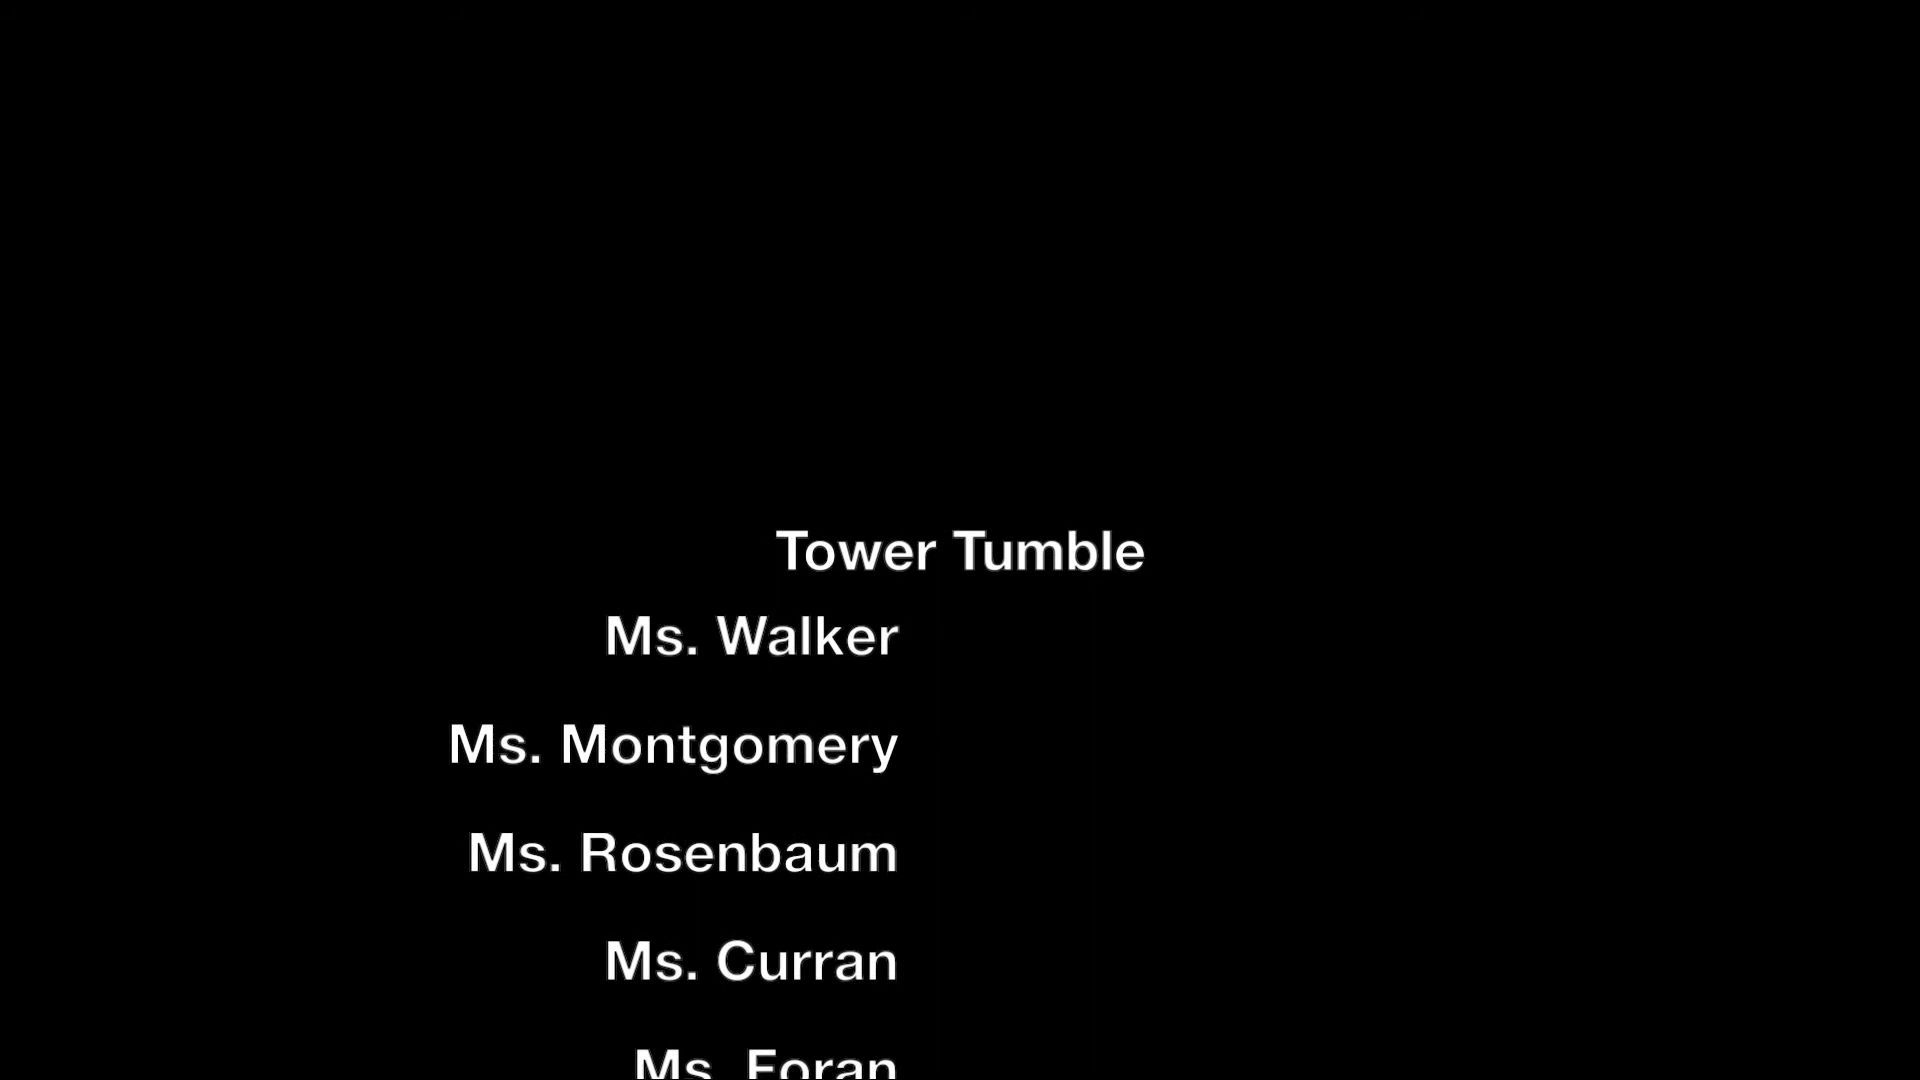 Tower Tumble
Ms. Walker
Ms. Montgomery
Ms. Rosenbaum
Ms. Curran
Ms. Foran